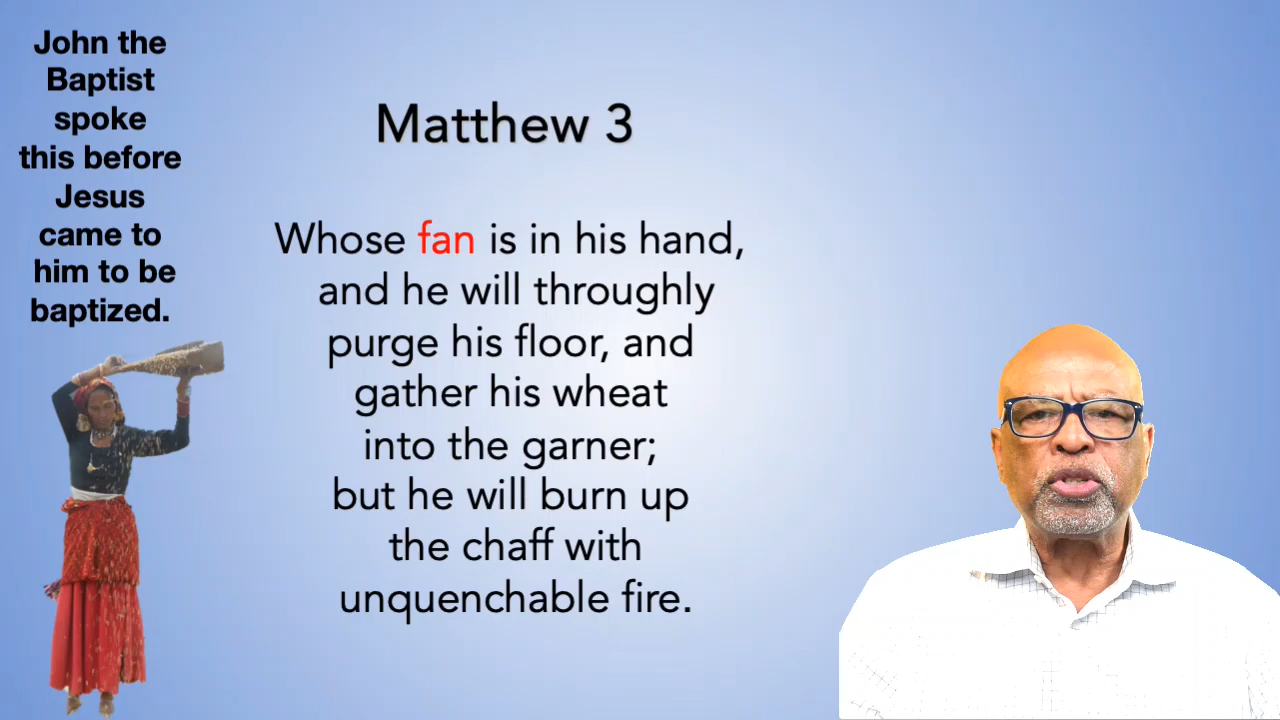 John the
Baptist
spoke
this before
Jesus
came to
him to be
baptized.
Matthew 3
Whose fan is in his hand,
and he will throughly
purge his floor, and
gather his wheat
into the garner;
but he will burn up
the chaff with
unquenchable fire.